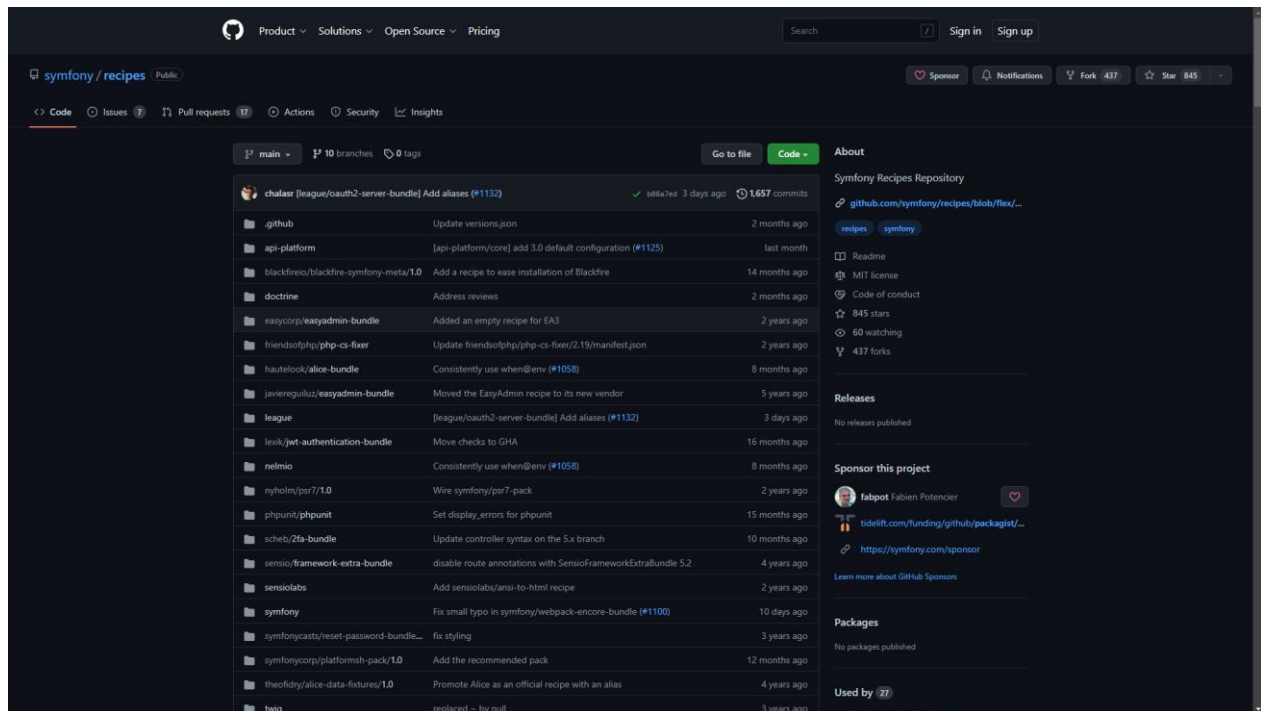 Product Solutions Open Source Pricing Search / Sign in Sign up
symfony / recipes Public Sponsor Notifications Fork 437 Star 845
Code Issues 7 Pull requests 17 Actions Security Insights
main 10 branches 0 tags Go to file Code
chalasr [league/oauth2-server-bundle] Add aliases (#1132) b08a7ed 3 days ago 1,657 commits
.github Update versions.json 2 months ago
api-platform [api-platform/core] add 3.0 default configuration (#1125) last month
blackfireio/blackfire-symfony-meta/1.0 Add a recipe to ease installation of Blackfire 14 months ago
doctrine Address reviews 2 months ago
easycorp/easyadmin-bundle Added an empty recipe for EA3 2 years ago
friendsofphp/php-cs-fixer Update friendsofphp/php-cs-fixer/2.19/manifest.json 2 years ago
hautelook/alice-bundle Consistently use when@env (#1058) 8 months ago
javiereguiluz/easyadmin-bundle Moved the EasyAdmin recipe to its new vendor 5 years ago
league [league/oauth2-server-bundle] Add aliases (#1132) 3 days ago
lexik/jwt-authentication-bundle Move checks to GHA 16 months ago
nelmio Consistently use when@env (#1058) 8 months ago
nyholm/psr7/1.0 Wire symfony/psr7-pack 2 years ago
phpunit/phpunit Set display_errors for phpunit 15 months ago
scheb/2fa-bundle Update controller syntax on the 5.x branch 10 months ago
sensio/framework-extra-bundle disable route annotations with SensioFrameworkExtraBundle 5.2 4 years ago
sensiolabs Add sensiolabs/ansi-to-html recipe 2 years ago
symfony Fix small typo in symfony/webpack-encore-bundle (#1100) 10 days ago
symfonycasts/reset-password-bundle... fix styling 3 years ago
symfonycorp/platformsh-pack/1.0 Add the recommended pack 12 months ago
theofidry/alice-data-fixtures/1.0 Promote Alice as an official recipe with an alias 4 years ago
twig replaced ~ by null 3 years ago
About
Symfony Recipes Repository
github.com/symfony/recipes/blob/flex/...
recipes symfony
Readme
MIT license
Code of conduct
845 stars
60 watching
437 forks
Releases
No releases published
Sponsor this project
fabpot Fabien Potencier
tidelift.com/funding/github/packagist/...
https://symfony.com/sponsor
Learn more about GitHub Sponsors
Packages
No packages published
Used by 27